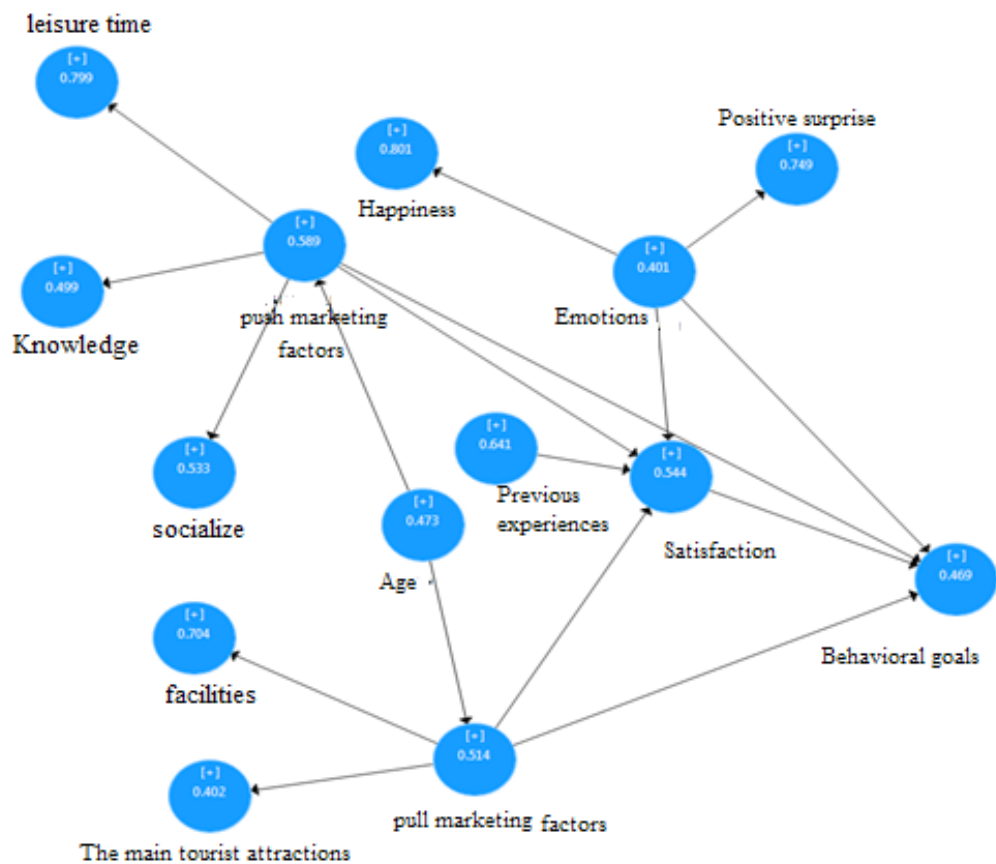 leisure time
[+]
0.799
Positive surprise
[+]
0.749
[+]
0.801
Happiness
[+]
0.589
push marketing
factors
[+]
0.401
Emotions
[+]
0.499
Knowledge
[+]
0.533
socialize
[+]
0.641
Previous
experiences
[+]
0.544
Satisfaction
[+]
0.473
Age
[+]
0.469
Behavioral goals
[+]
0.704
facilities
[+]
0.514
pull marketing factors
[+]
0.402
The main tourist attractions